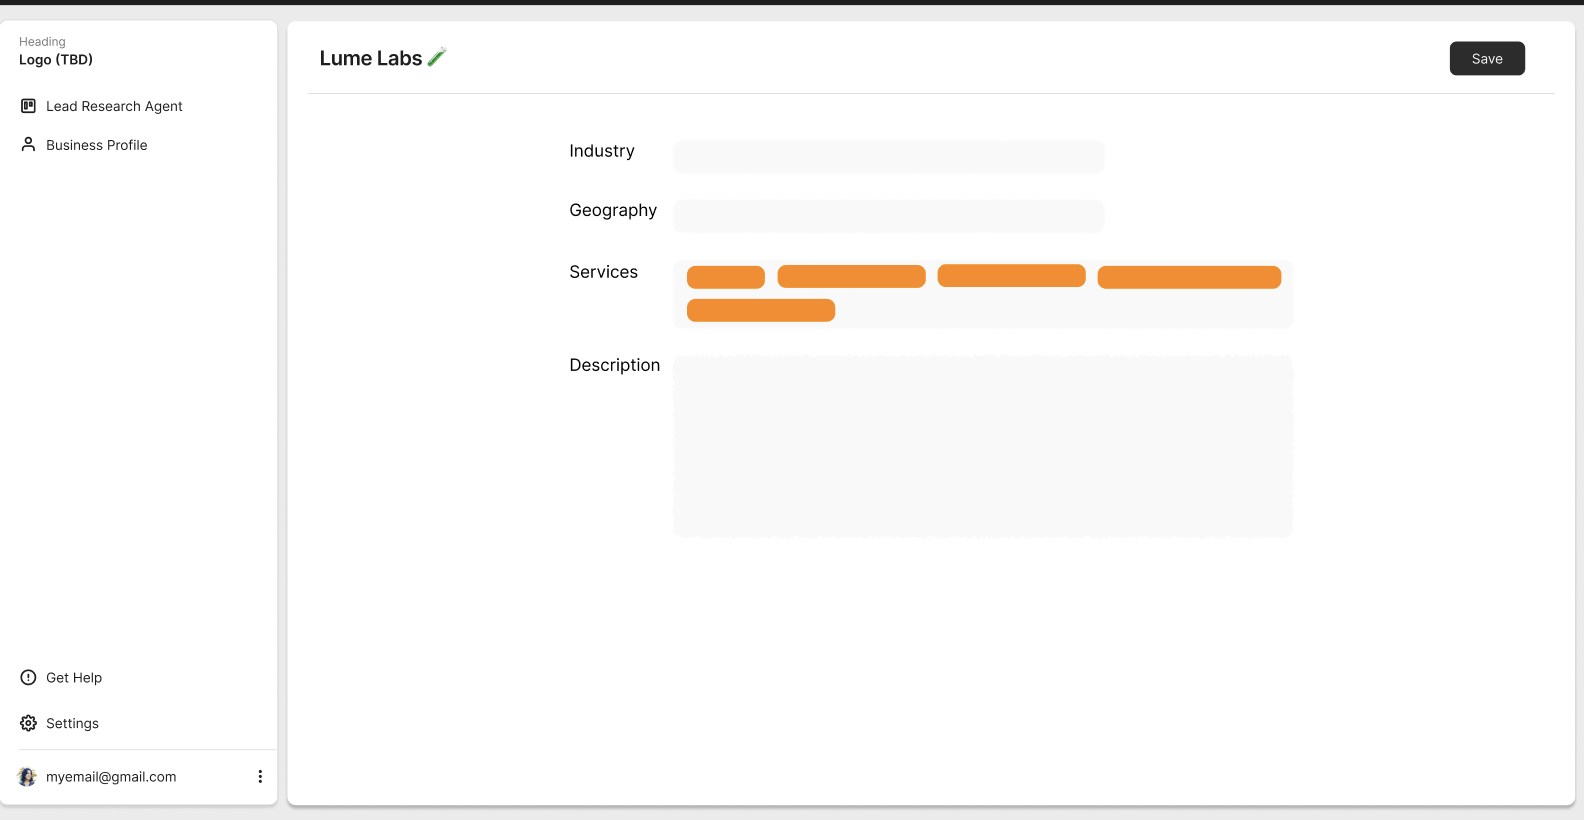 Heading
Logo (TBD)
Lead Research Agent
Business Profile
Get Help
Settings
myemail@gmail.com
Lume Labs
Save
Industry
Geography
Services
Description